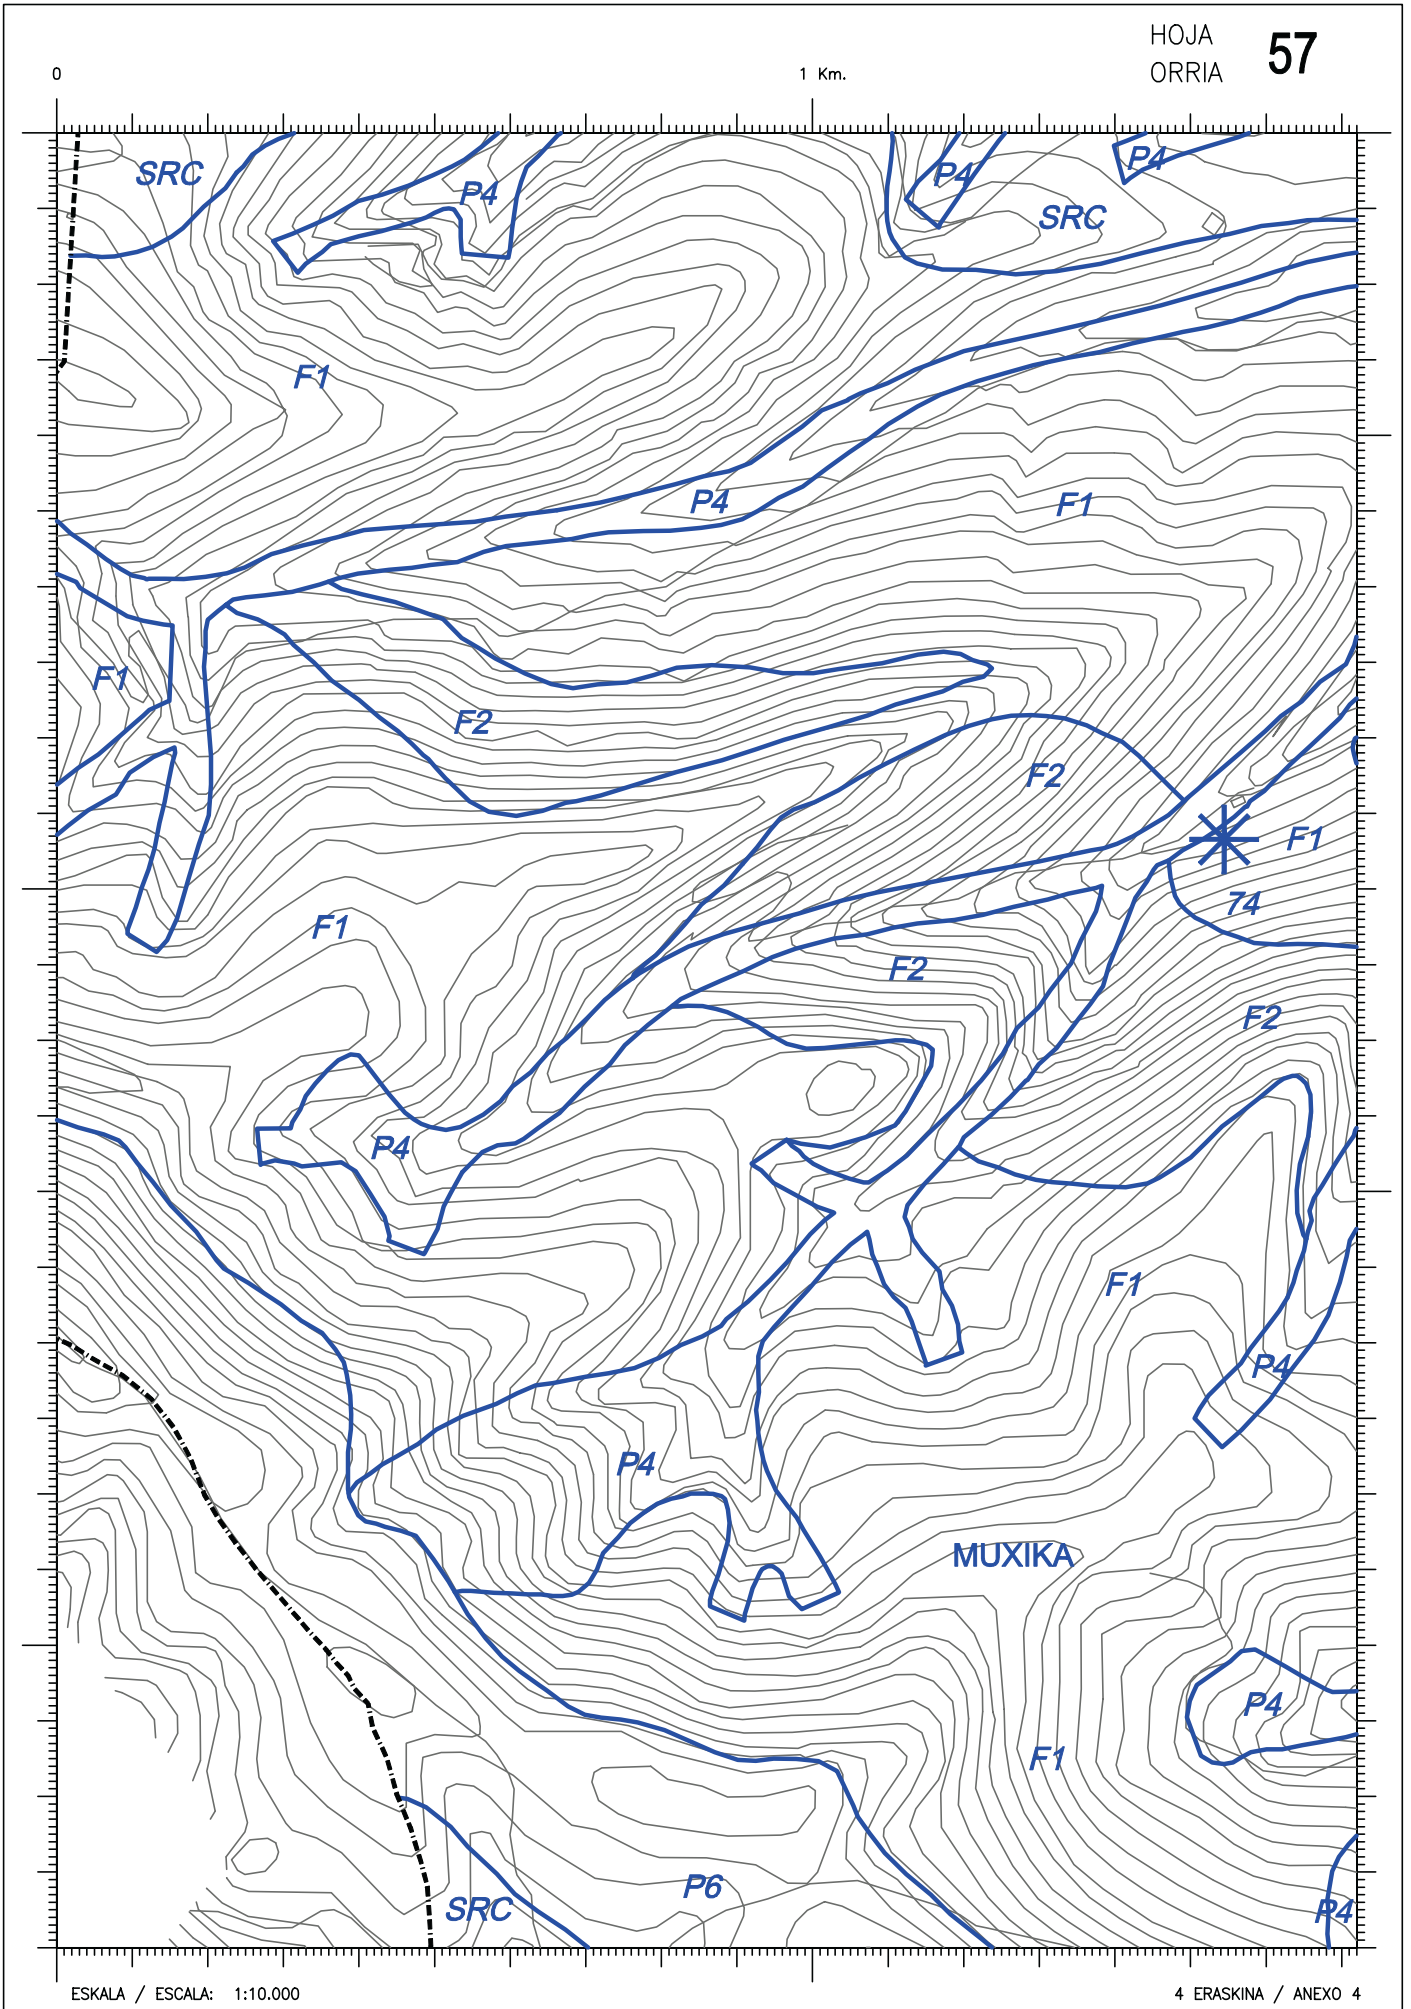 HOJA
ORRIA
57
0
1 Km.
SRC
P4
P4
P4
SRC
F1
P4
F1
F1
F2
F2
F1
74
F1
F2
F2
P4
F1
P4
P4
MUXIKA
P4
F1
P6
SRC
P4
ESKALA / ESCALA: 1:10.000
4 ERASKINA / ANEXO 4